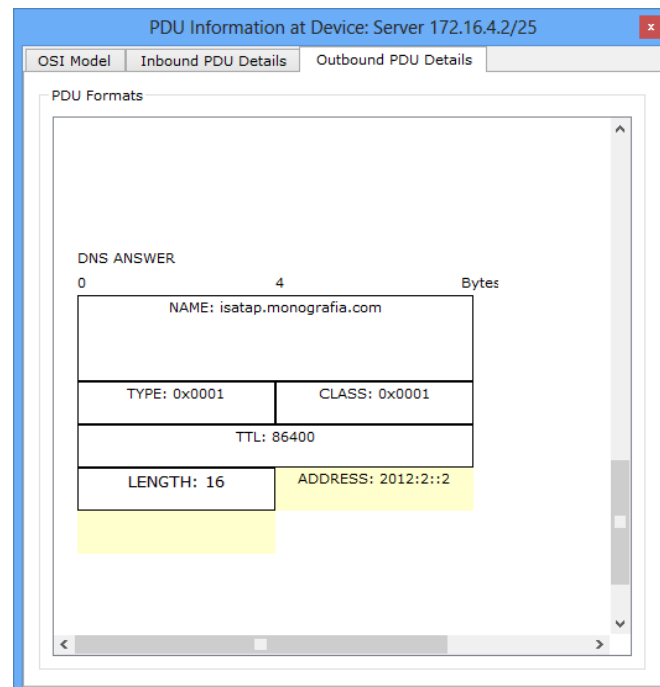 PDU Information at Device: Server 172.16.4.2/25
x
OSI Model Inbound PDU Details Outbound PDU Details
PDU Formats
DNS ANSWER
0 4 Bytes
NAME: isatap.monografia.com
TYPE: 0x0001 CLASS: 0x0001
TTL: 86400
LENGTH: 16 ADDRESS: 2012:2::2